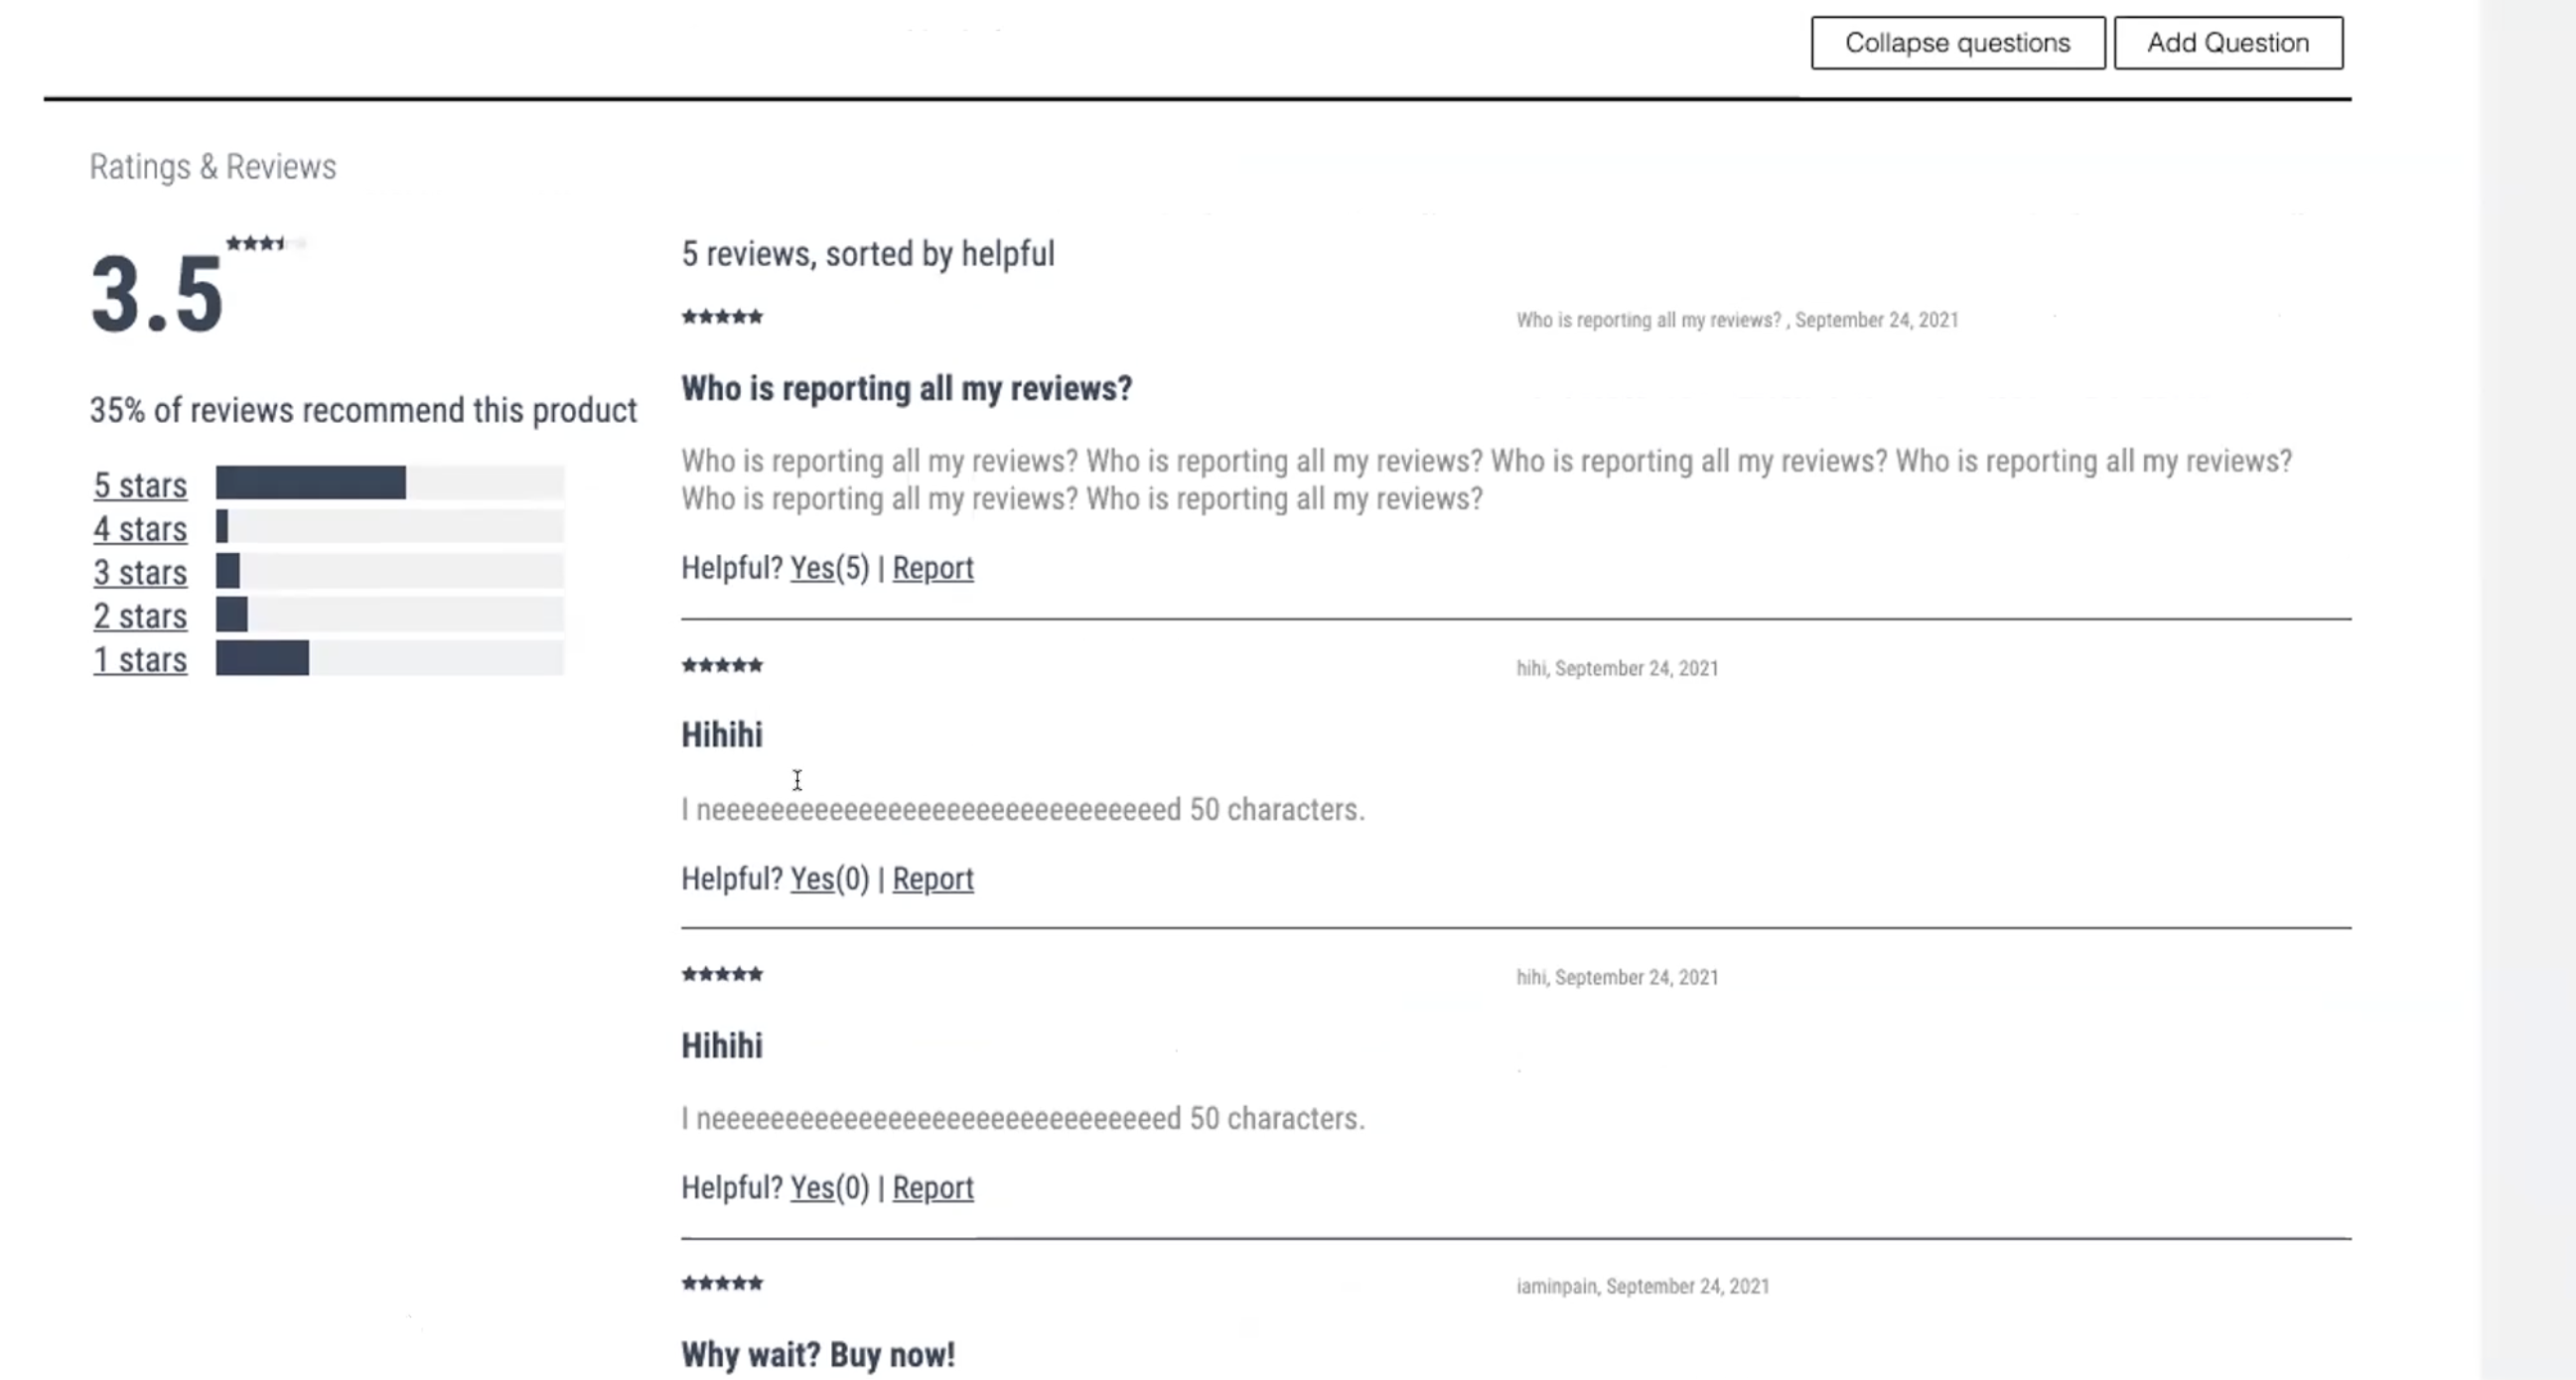 Collapse questions
Add Question
Ratings & Reviews
3.5
35% of reviews recommend this product
5 stars
4 stars
3 stars
2 stars
1 stars
5 reviews, sorted by helpful
Who is reporting all my reviews? , September 24, 2021
Who is reporting all my reviews?
Who is reporting all my reviews? Who is reporting all my reviews? Who is reporting all my reviews? Who is reporting all my reviews?
Who is reporting all my reviews? Who is reporting all my reviews?
Helpful? Yes(5) | Report
hihi, September 24, 2021
Hihihi
I neeeeeeeeeeeeeeeeeeeeeeeeeeeeeeeed 50 characters.
Helpful? Yes(0) | Report
hihi, September 24, 2021
Hihihi
I neeeeeeeeeeeeeeeeeeeeeeeeeeeeeeeed 50 characters.
Helpful? Yes(0) | Report
iaminpain, September 24, 2021
Why wait? Buy now!